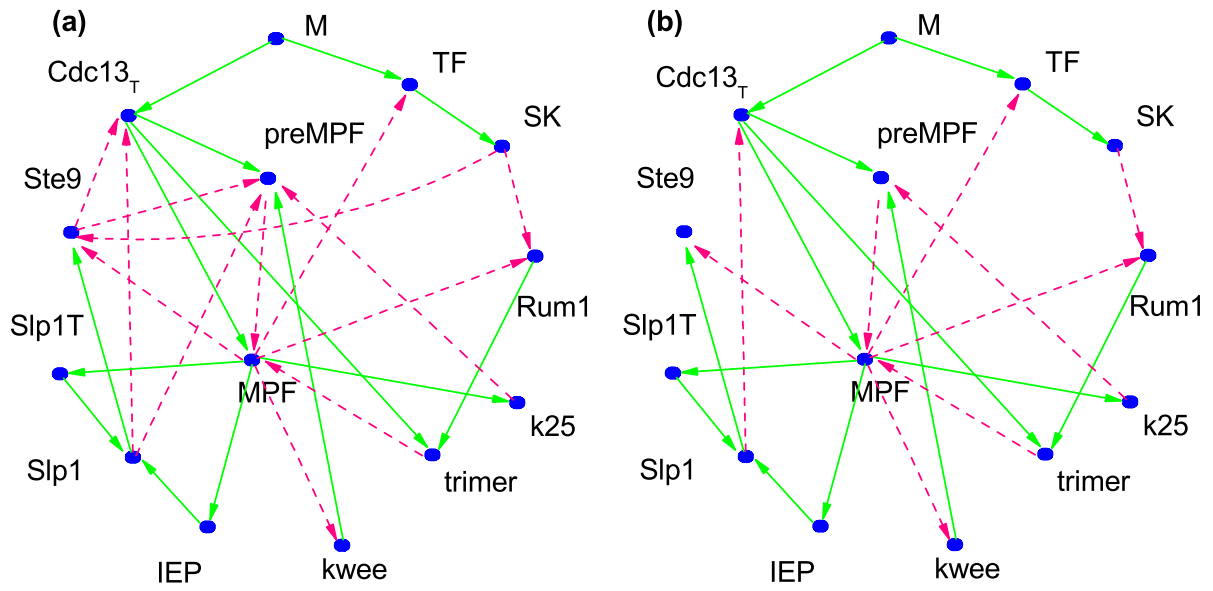 (a)
M
TF
Cdc13T
SK
preMPF
Ste9
Rum1
Slp1T
MPF
k25
Slp1
trimer
IEP
kwee
(b)
M
TF
Cdc13T
SK
preMPF
Ste9
Rum1
Slp1T
MPF
k25
Slp1
trimer
IEP
kwee